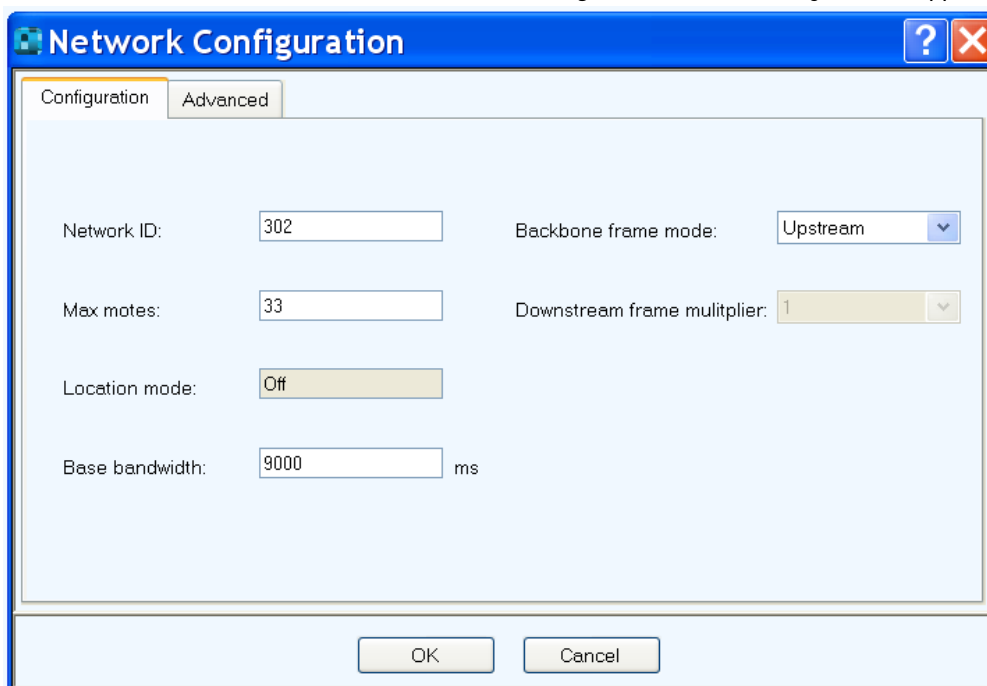 Network Configuration
Configuration Advanced
Network ID: 302 Backbone frame mode: Upstream
Max motes: 33 Downstream frame mulitplier: 1
Location mode: Off
Base bandwidth: 9000 ms
OK Cancel